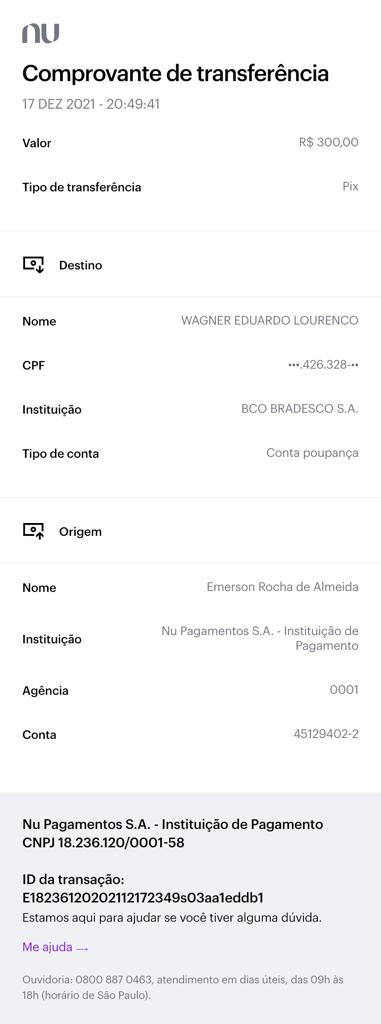 nu
Comprovante de transferência
17 DEZ 2021 - 20:49:41
Valor R$ 300,00
Tipo de transferência Pix
Destino
Nome WAGNER EDUARDO LOURENCO
CPF •••.426.328-••
Instituição BCO BRADESCO S.A.
Tipo de conta Conta poupança
Origem
Nome Emerson Rocha de Almeida
Instituição Nu Pagamentos S.A. - Instituição de
Pagamento
Agência 0001
Conta 45129402-2
Nu Pagamentos S.A. - Instituição de Pagamento
CNPJ 18.236.120/0001-58
ID da transação:
E18236120202112172349s03aa1eddb1
Estamos aqui para ajudar se você tiver alguma dúvida.
Me ajuda →
Ouvidoria: 0800 887 0463, atendimento em dias úteis, das 09h às
18h (horário de São Paulo).